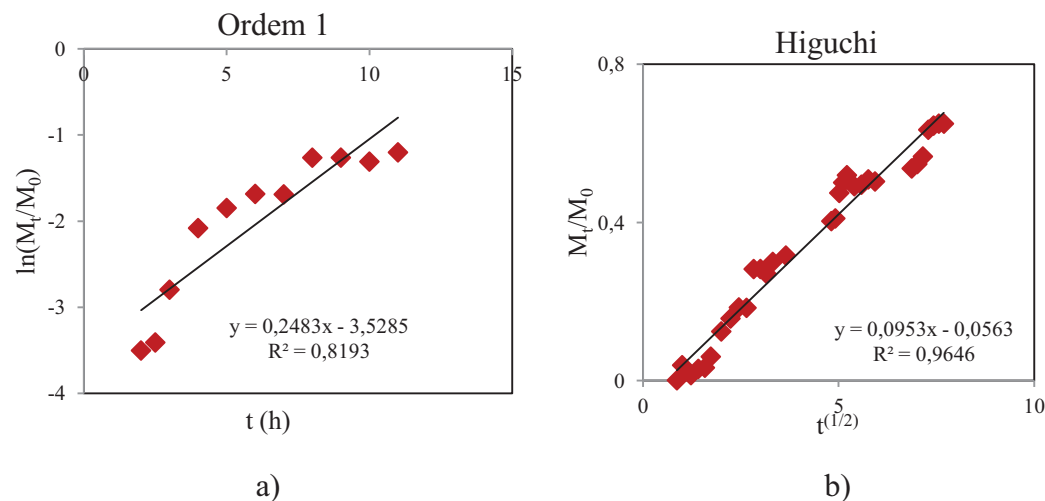 Ordem 1
0
0
5
10
15
-1
-2
-3
-4
ln(Mt/M0)
y = 0,2483x - 3,5285
R² = 0,8193
t (h)
a)
Higuchi
0,8
0,4
0
Mt/M0
y = 0,0953x - 0,0563
R² = 0,9646
0
5
10
t(1/2)
b)